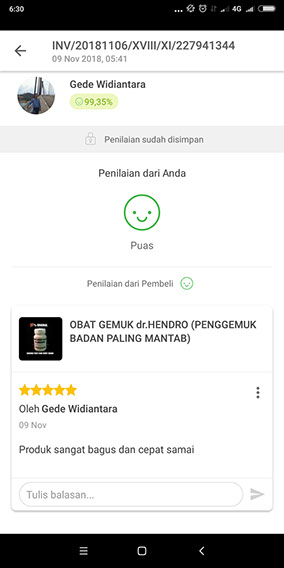 6:30
4G
INV/20181106/XVIII/XI/227941344
09 Nov 2018, 05:41
Gede Widiantara
99,35%
Penilaian sudah disimpan
Penilaian dari Anda
Puas
Penilaian dari Pembeli
OBAT GEMUK dr.HENDRO (PENGGEMUK
BADAN PALING MANTAB)
Oleh Gede Widiantara
09 Nov
Produk sangat bagus dan cepat samai
Tulis balasan...